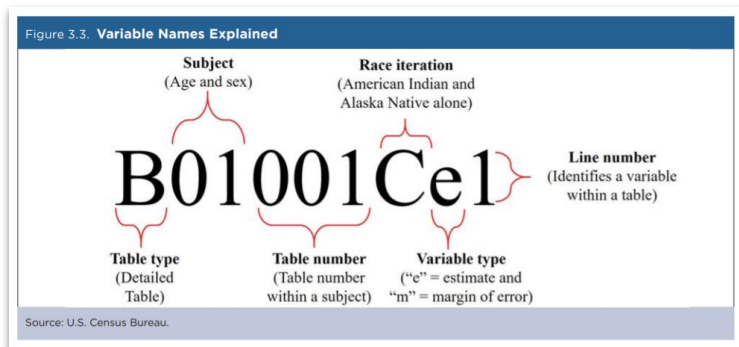 Figure 3.3. Variable Names Explained
Subject
(Age and sex)
Race iteration
(American Indian and
Alaska Native alone)
B01001Ce1
Line number
(Identifies a variable
within a table)
Table type
(Detailed
Table)
Table number
(Table number
within a subject)
Variable type
("e" = estimate and
"m" = margin of error)
Source: U.S. Census Bureau.